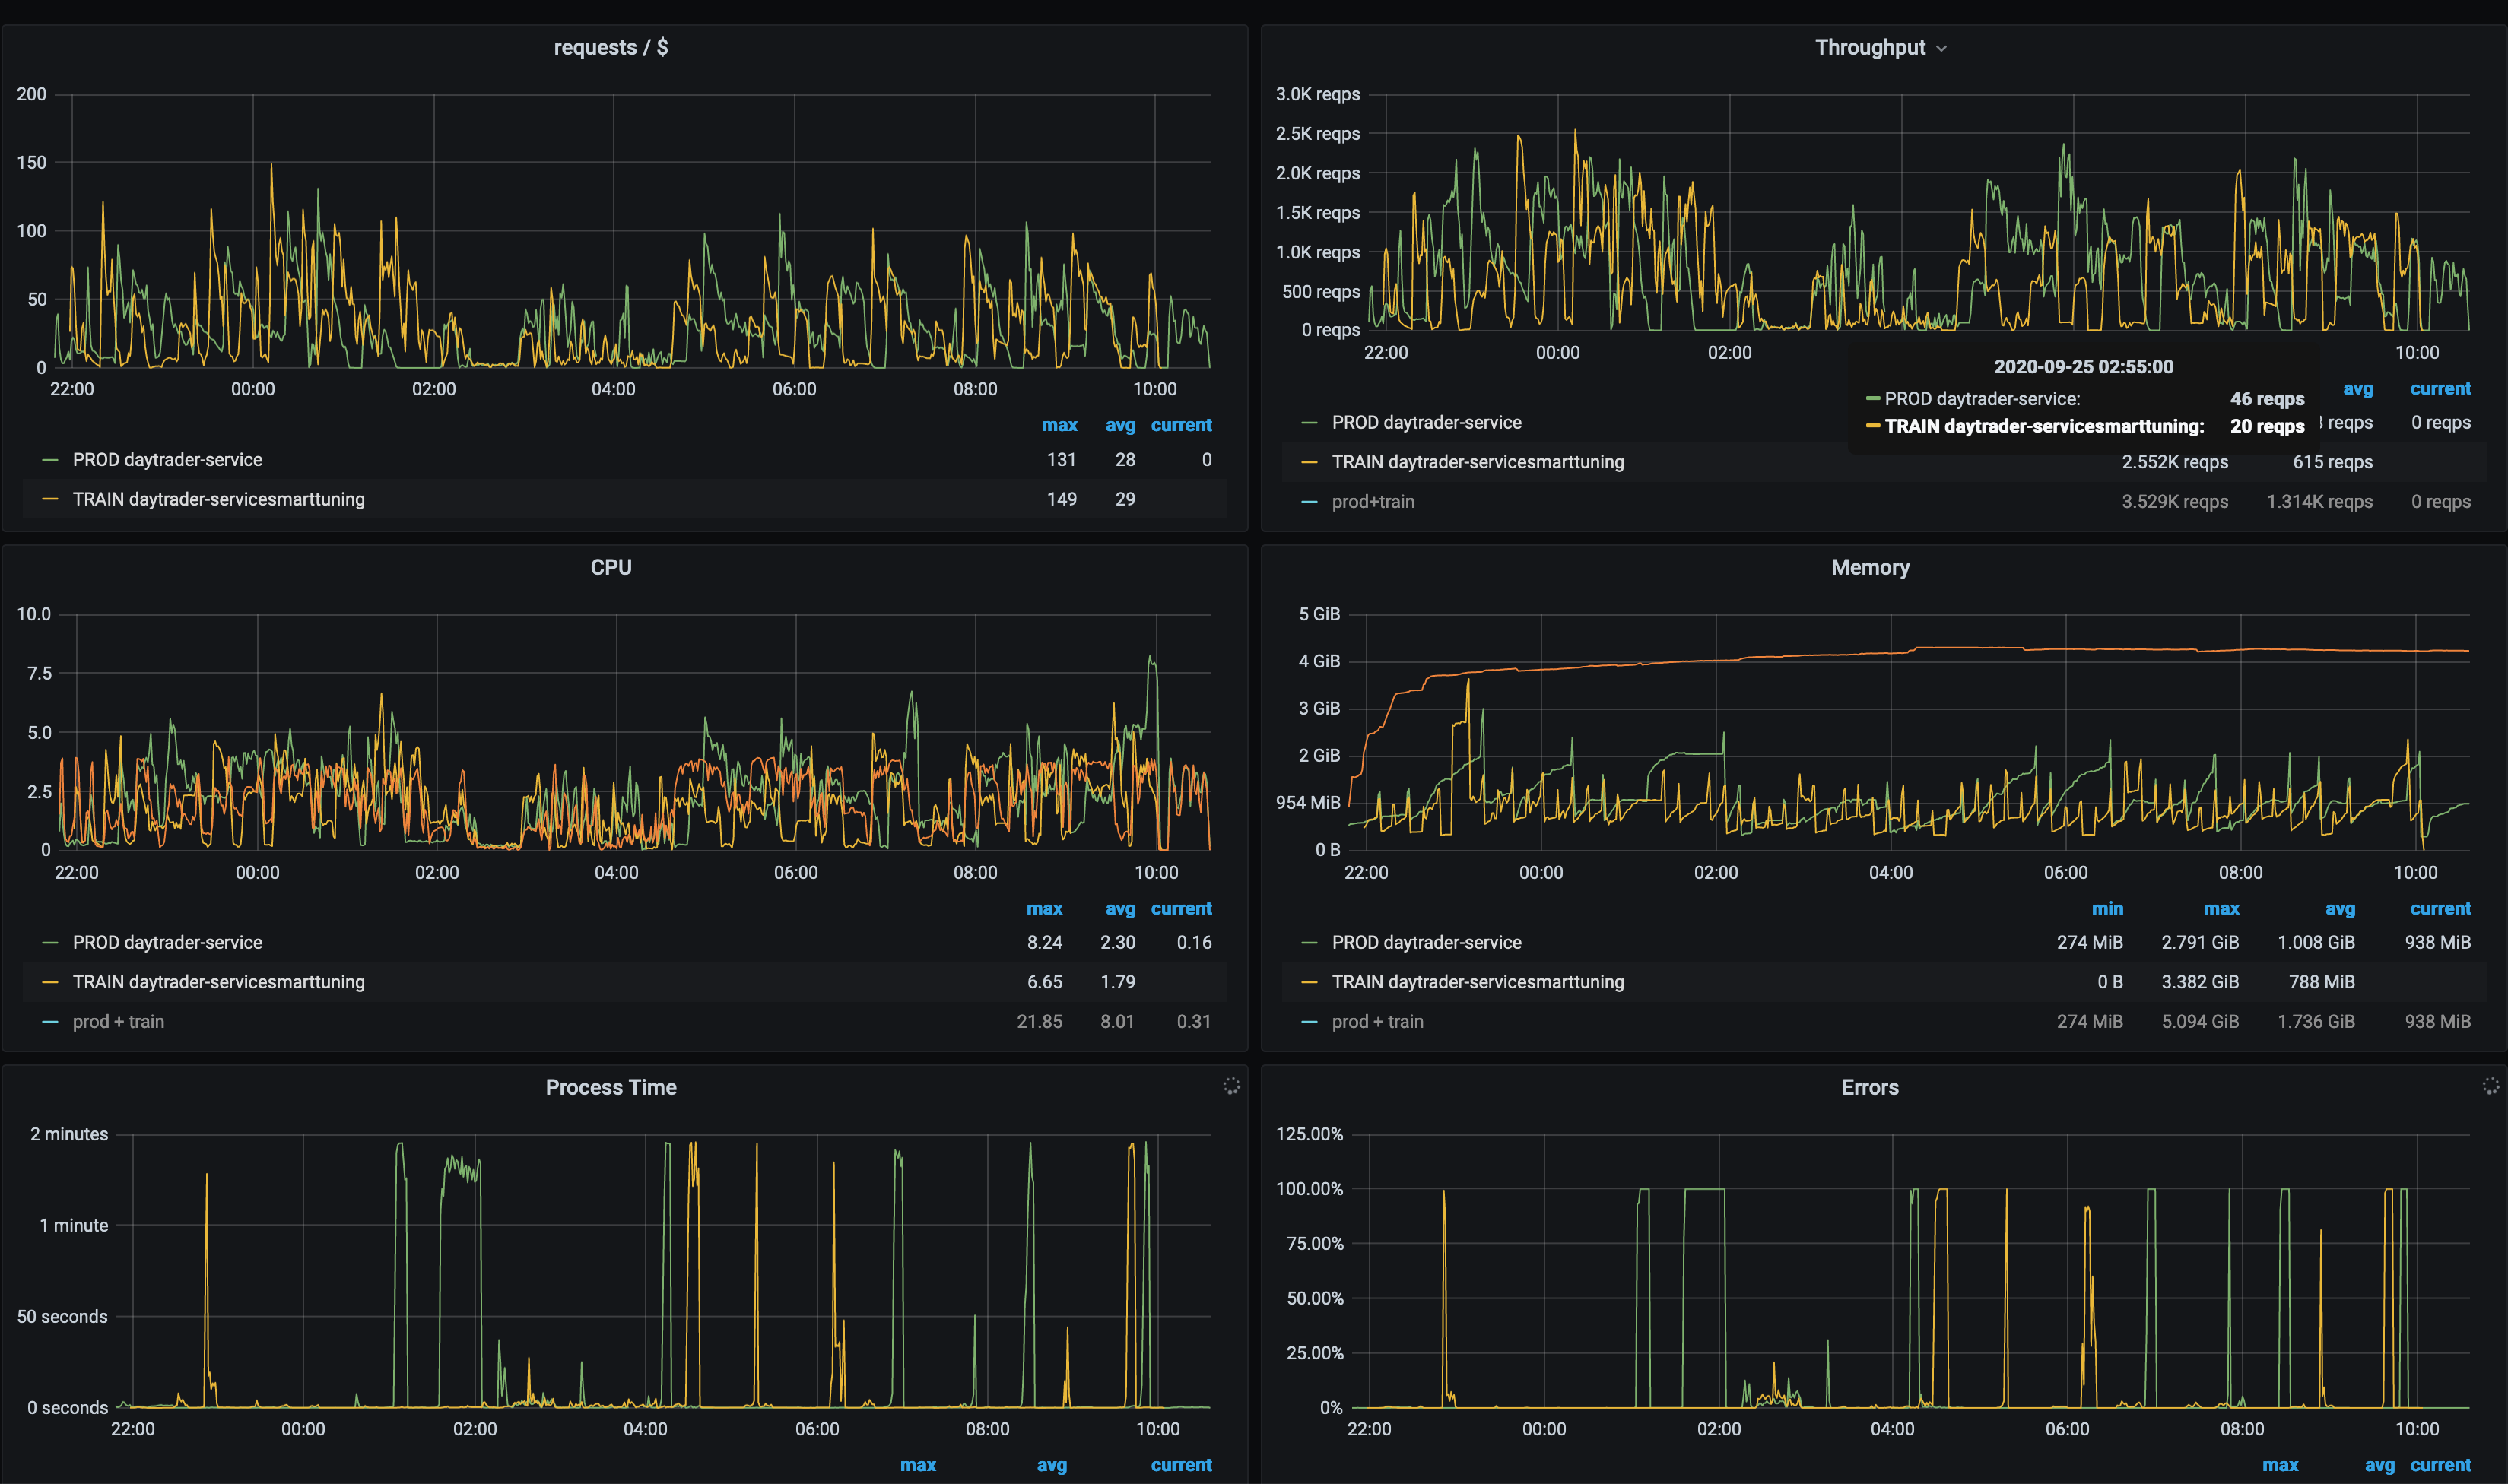 requests / $
200
150
100
50
0
22:00 00:00 02:00 04:00 06:00 08:00 10:00
max avg current
PROD daytrader-service 131 28 0
TRAIN daytrader-servicesmarttuning 149 29
Throughput
3.0K reqps
2.5K reqps
2.0K reqps
1.5K reqps
1.0K reqps
500 reqps
0 reqps
22:00 00:00 02:00 10:00
2020-09-25 02:55:00
PROD daytrader-service: 46 reqps
TRAIN daytrader-servicesmarttuning: 20 reqps
avg current
PROD daytrader-service reqps 0 reqps
TRAIN daytrader-servicesmarttuning 2.552K reqps 615 reqps
prod+train 3.529K reqps 1.314K reqps 0 reqps
CPU
10.0
7.5
5.0
2.5
0
22:00 00:00 02:00 04:00 06:00 08:00 10:00
max avg current
PROD daytrader-service 8.24 2.30 0.16
TRAIN daytrader-servicesmarttuning 6.65 1.79
prod + train 21.85 8.01 0.31
Memory
5 GiB
4 GiB
3 GiB
2 GiB
954 MiB
0 B
22:00 00:00 02:00 04:00 06:00 08:00 10:00
min max avg current
PROD daytrader-service 274 MiB 2.791 GiB 1.008 GiB 938 MiB
TRAIN daytrader-servicesmarttuning 0 B 3.382 GiB 788 MiB
prod + train 274 MiB 5.094 GiB 1.736 GiB 938 MiB
Process Time
2 minutes
1 minute
50 seconds
0 seconds
22:00 00:00 02:00 04:00 06:00 08:00 10:00
max avg current
Errors
125.00%
100.00%
75.00%
50.00%
25.00%
0%
22:00 00:00 02:00 04:00 06:00 08:00 10:00
max avg current